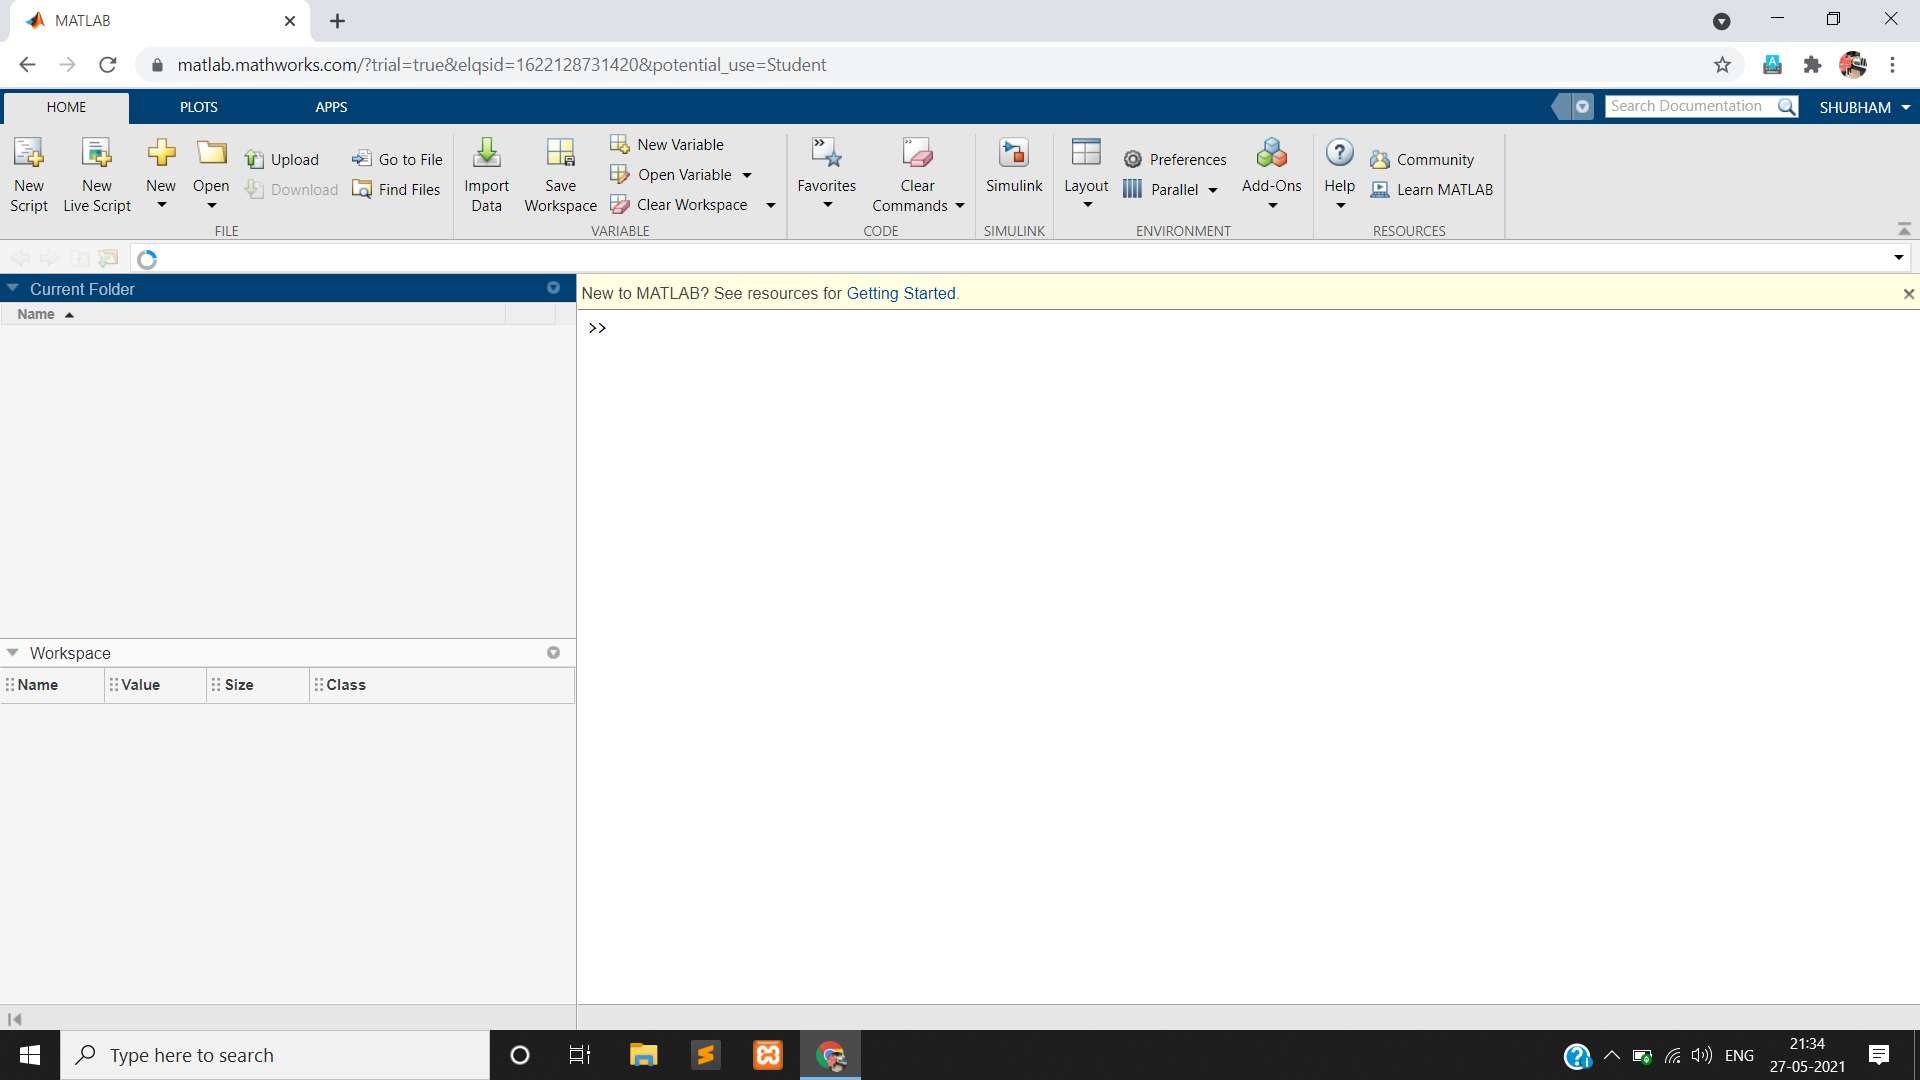 MATLAB
matlab.mathworks.com/?trial=true&elqsid=1622128731420&potential_use=Student
HOME PLOTS APPS Search Documentation SHUBHAM
New Script
New Live Script
New
Open
Upload
Download
Go to File
Find Files
FILE
Import Data
Save Workspace
New Variable
Open Variable
Clear Workspace
VARIABLE
Favorites
Clear Commands
CODE
Simulink
SIMULINK
Layout
Preferences
Parallel
Add-Ons
ENVIRONMENT
Help
Community
Learn MATLAB
RESOURCES
Current Folder
Name
New to MATLAB? See resources for Getting Started.
>>
Workspace
Name Value Size Class
Type here to search
ENG
21:34
27-05-2021